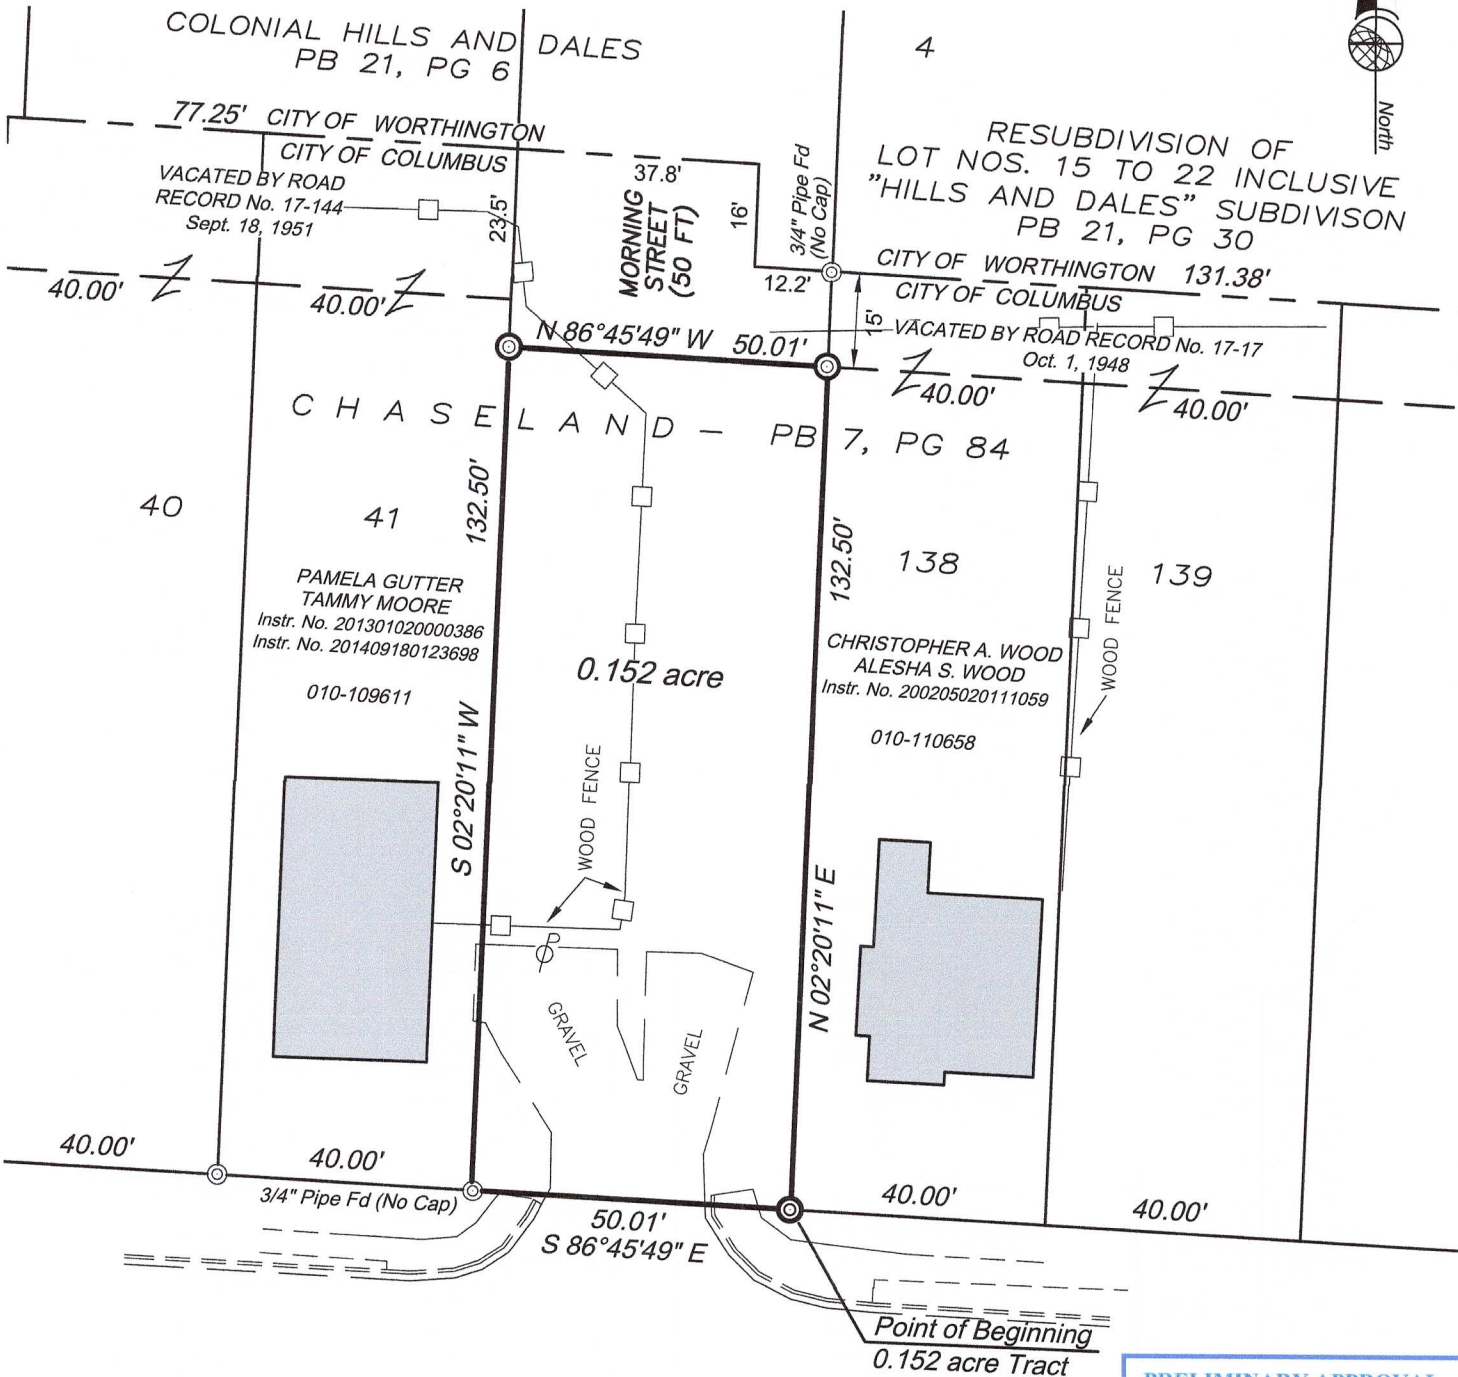 COLONIAL HILLS AND DALES
PB 21, PG 6
4
North
77.25' CITY OF WORTHINGTON
CITY OF COLUMBUS
VACATED BY ROAD
RECORD No. 17-144
Sept. 18, 1951
23.5'
37.8'
MORNING
STREET
(50 FT)
16'
3/4" Pipe Fd
(No Cap)
12.2'
RESUBDIVISION OF
LOT NOS. 15 TO 22 INCLUSIVE
"HILLS AND DALES" SUBDIVISON
PB 21, PG 30
CITY OF WORTHINGTON 131.38'
CITY OF COLUMBUS
15'
VACATED BY ROAD RECORD No. 17-17
Oct. 1, 1948
40.00'
40.00'
N 86°45'49" W 50.01'
40.00'
40.00'
CHASELAND - PB 7, PG 84
40
41
132.50'
132.50'
138
139
PAMELA GUTTER
TAMMY MOORE
Instr. No. 201301020000386
Instr. No. 201409180123698
010-109611
0.152 acre
CHRISTOPHER A. WOOD
ALESHA S. WOOD
Instr. No. 200205020111059
010-110658
WOOD FENCE
S 02°20'11" W
WOOD FENCE
N 02°20'11" E
P
GRAVEL
GRAVEL
40.00'
40.00'
3/4" Pipe Fd (No Cap)
50.01'
S 86°45'49" E
40.00'
40.00'
Point of Beginning
0.152 acre Tract
PRELIMINARY APPROVAL